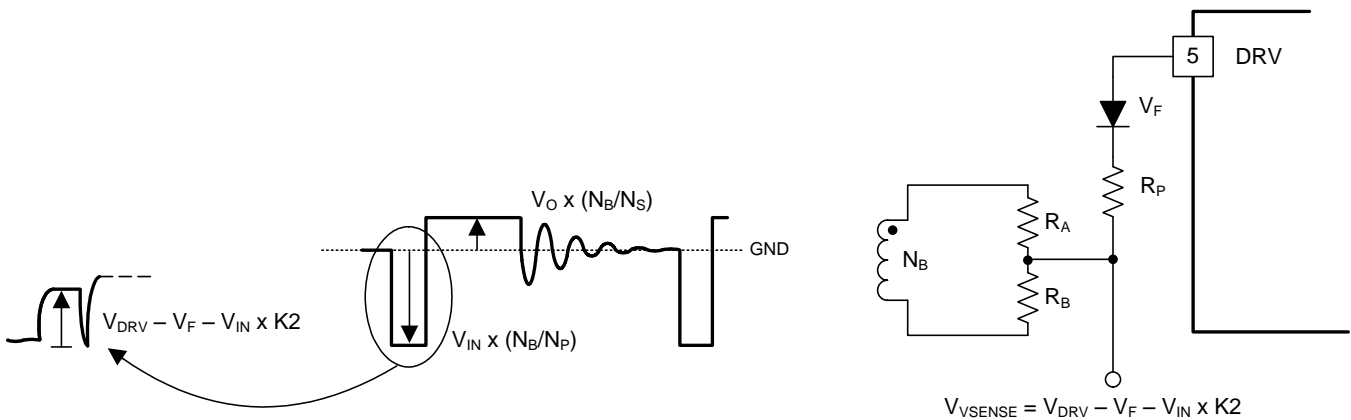 V_DRV – V_F – V_IN x K2
V_O x (N_B/N_S)
GND
V_IN x (N_B/N_P)
5
DRV
V_F
R_P
R_A
N_B
R_B
V_VSENSE = V_DRV – V_F – V_IN x K2